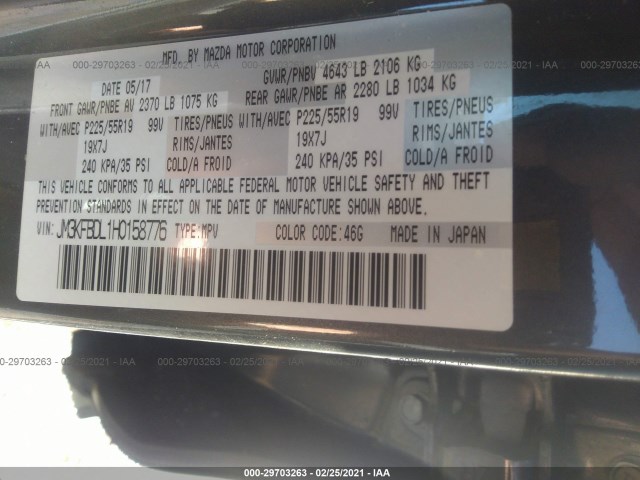 MFD. BY MAZDA MOTOR CORPORATION
DATE 05/17 GVWR/PNBV 4643 LB 2106 KG
FRONT GAWR/PNBE AV 2370 LB 1075 KG REAR GAWR/PNBE AR 2280 LB 1034 KG
WITH/AVEC P225/55R19 99V TIRES/PNEUS WITH/AVEC P225/55R19 99V TIRES/PNEUS
19X7J RIMS/JANTES 19X7J RIMS/JANTES
240 KPA/35 PSI COLD/A FROID 240 KPA/35 PSI COLD/A FROID
THIS VEHICLE CONFORMS TO ALL APPLICABLE FEDERAL MOTOR VEHICLE SAFETY AND THEFT
PREVENTION STANDARDS IN EFFECT ON THE DATE OF MANUFACTURE SHOWN ABOVE.
VIN: JM3KFBDL1H0158776 TYPE:MPV COLOR CODE:46G MADE IN JAPAN
000-29703263 - 02/25/2021 - IAA